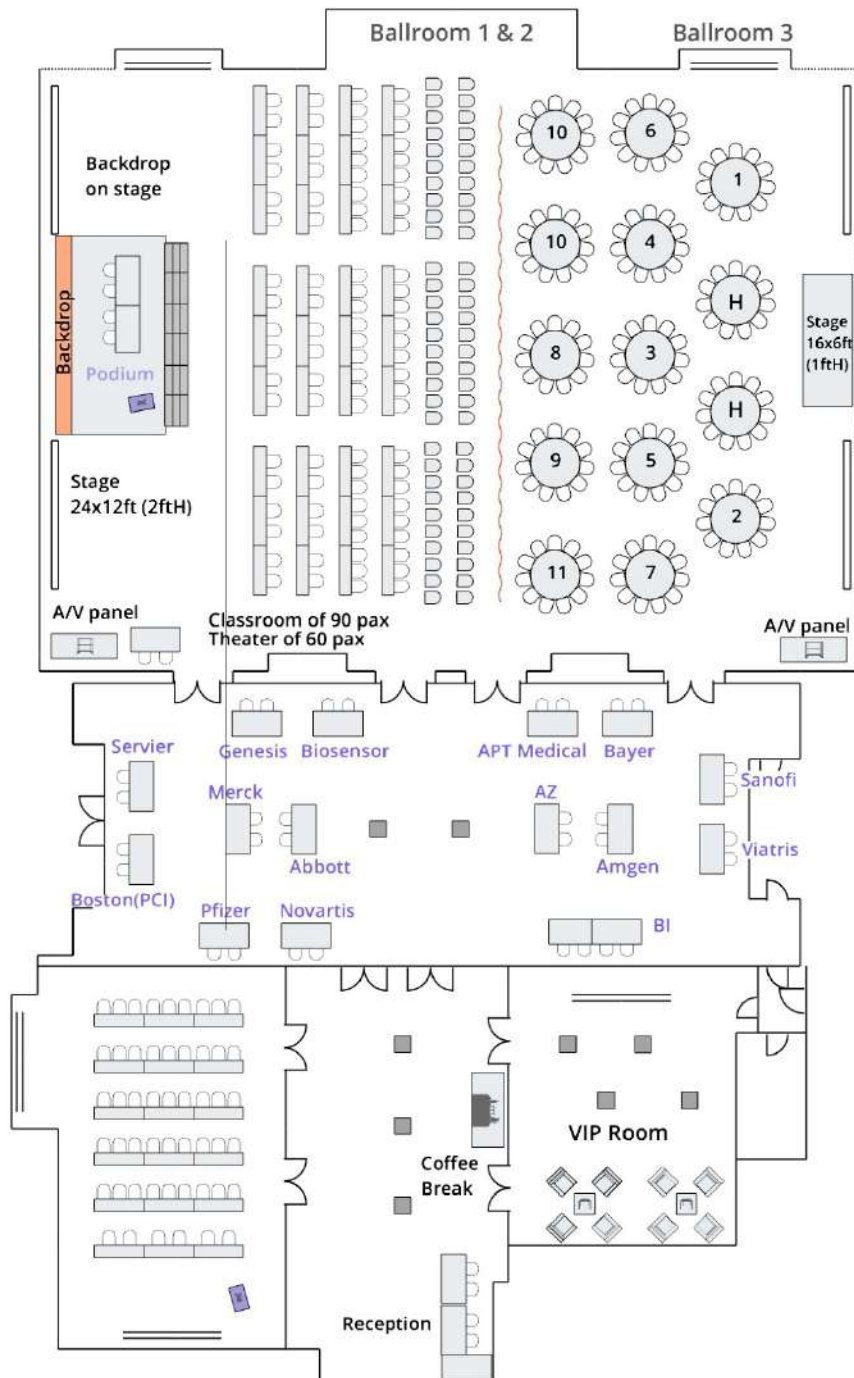 Ballroom 1 & 2
Ballroom 3
Backdrop
on stage
Backdrop
Podium
Stage
24x12ft (2ftH)
A/V panel
Classroom of 90 pax
Theater of 60 pax
10
6
1
10
4
H
8
3
H
9
5
2
11
7
Stage
16x6ft
(1ftH)
A/V panel
Servier
Genesis
Biosensor
APT Medical
Bayer
Sanofi
Merck
Abbott
AZ
Amgen
Viatris
Boston(PCI)
Pfizer
Novartis
BI
VIP Room
Coffee
Break
Reception